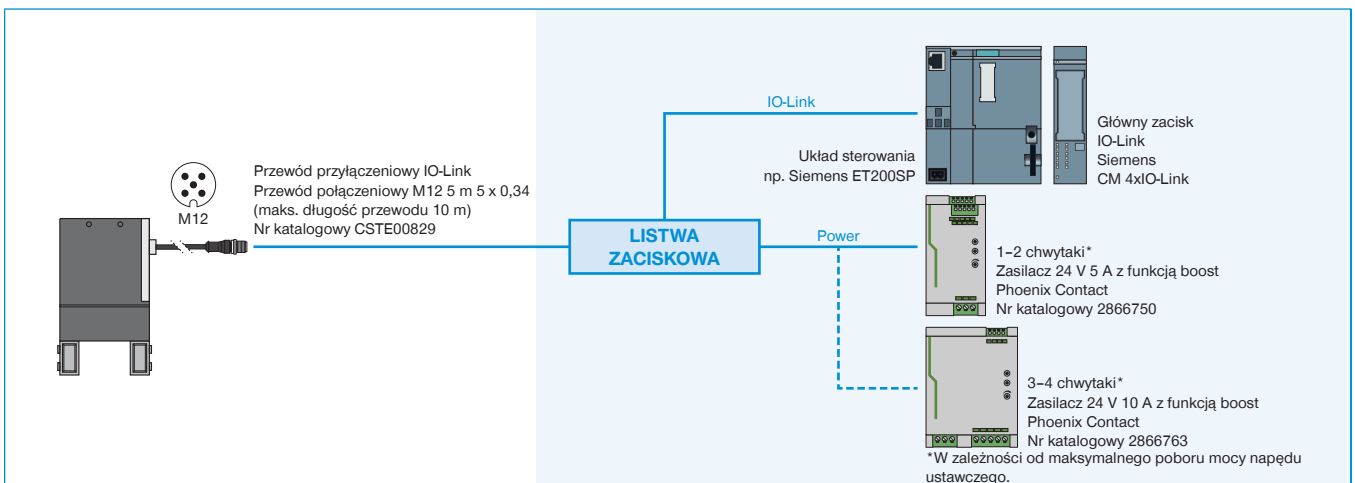 M12
Przewód przyłączeniowy IO-Link
Przewód połączeniowy M12 5 m 5 x 0,34
(maks. długość przewodu 10 m)
Nr katalogowy CSTE00829
LISTWA
ZACISKOWA
IO-Link
Układ sterowania
np. Siemens ET200SP
Główny zacisk
IO-Link
Siemens
CM 4xIO-Link
Power
1–2 chwytaki*
Zasilacz 24 V 5 A z funkcją boost
Phoenix Contact
Nr katalogowy 2866750
3–4 chwytaki*
Zasilacz 24 V 10 A z funkcją boost
Phoenix Contact
Nr katalogowy 2866763
*W zależności od maksymalnego poboru mocy napędu
ustawczego.